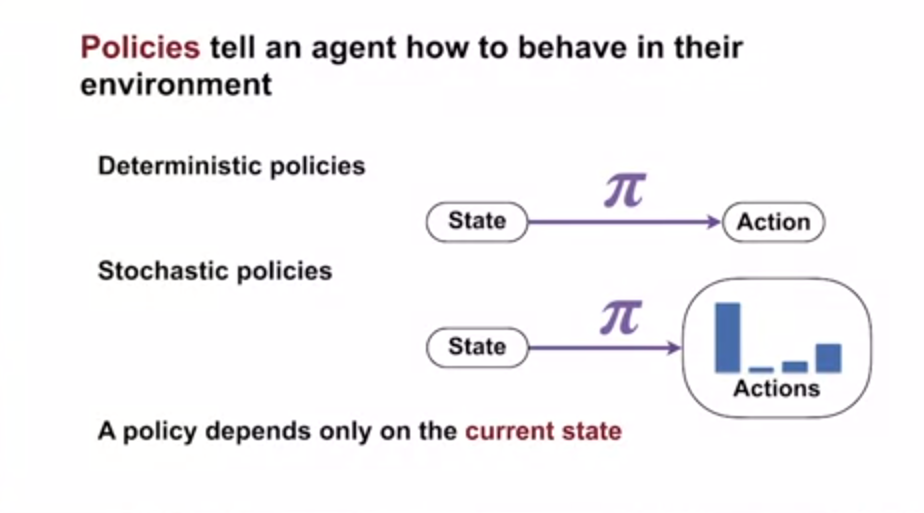 Policies tell an agent how to behave in their
environment
Deterministic policies
π
State
Action
Stochastic policies
π
State
Actions
A policy depends only on the current state